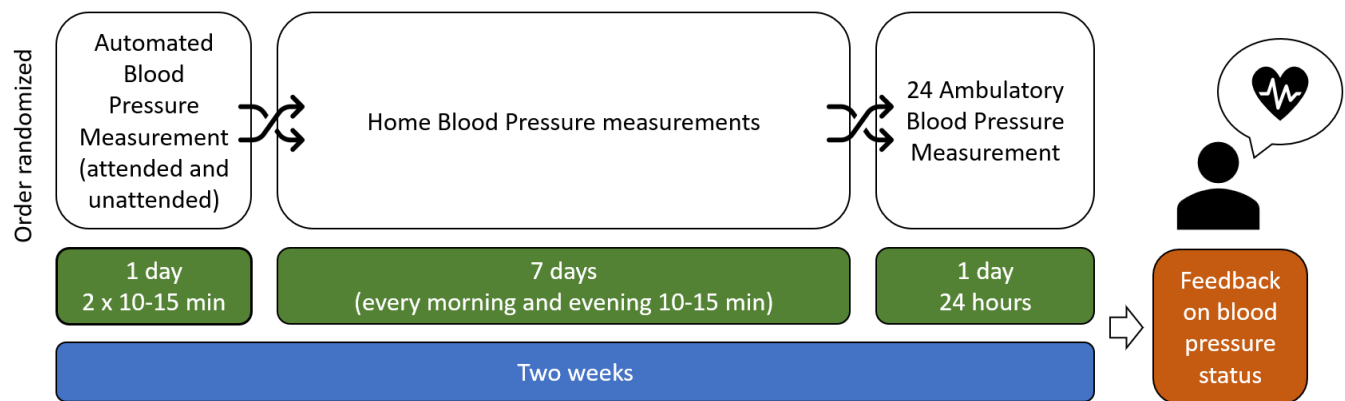 Order randomized
Automated
Blood
Pressure
Measurement
(attended and
unattended)
Home Blood Pressure measurements
24 Ambulatory
Blood Pressure
Measurement
1 day
2 x 10-15 min
7 days
(every morning and evening 10-15 min)
1 day
24 hours
Two weeks
Feedback
on blood
pressure
status